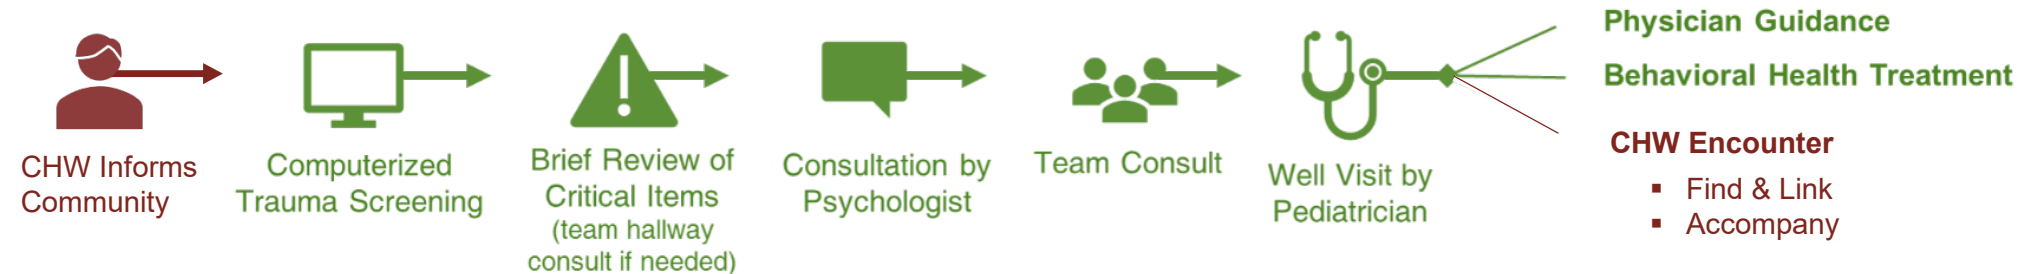 CHW Informs
Community
Computerized
Trauma Screening
Brief Review of
Critical Items
(team hallway
consult if needed)
Consultation by
Psychologist
Team Consult
Well Visit by
Pediatrician
Physician Guidance
Behavioral Health Treatment
CHW Encounter
▪ Find & Link
▪ Accompany